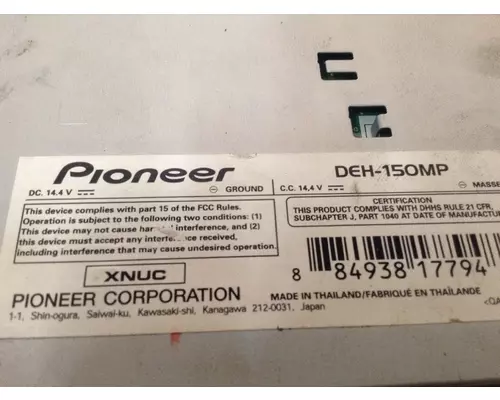 Pioneer
DEH-150MP
DC. 14.4 V
GROUND
C.C. 14,4 V
MASSE
This device complies with part 15 of the FCC Rules.
Operation is subject to the following two conditions: (1)
This device may not cause harmful interference, and (2)
this device must accept any interference received,
including interference that may cause undesired operation.
CERTIFICATION
THIS PRODUCT COMPLIES WITH DHHS RULE 21 CFR,
SUBCHAPTER J, PART 1040 AT DATE OF MANUFACTUR
XNUC
8 84938 17794
PIONEER CORPORATION
MADE IN THAILAND/FABRIQUÉ EN THAÏLANDE
1-1, Shin-ogura, Saiwai-ku, Kawasaki-shi, Kanagawa 212-0031, Japan